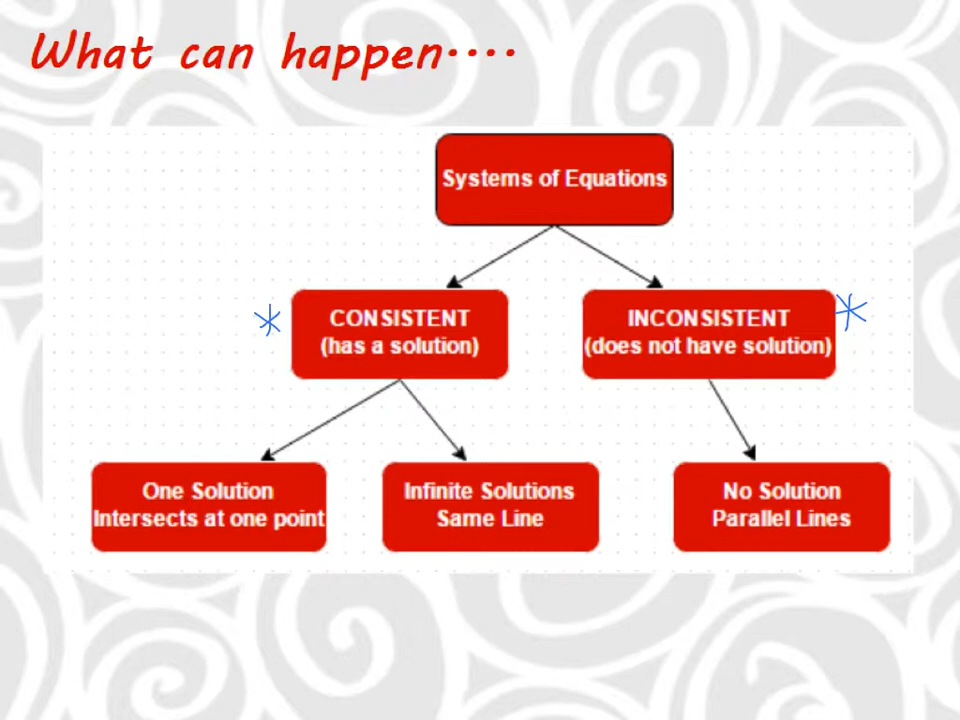 What can happen....
Systems of Equations
CONSISTENT
(has a solution)
INCONSISTENT
(does not have solution)
One Solution
Intersects at one point
Infinite Solutions
Same Line
No Solution
Parallel Lines